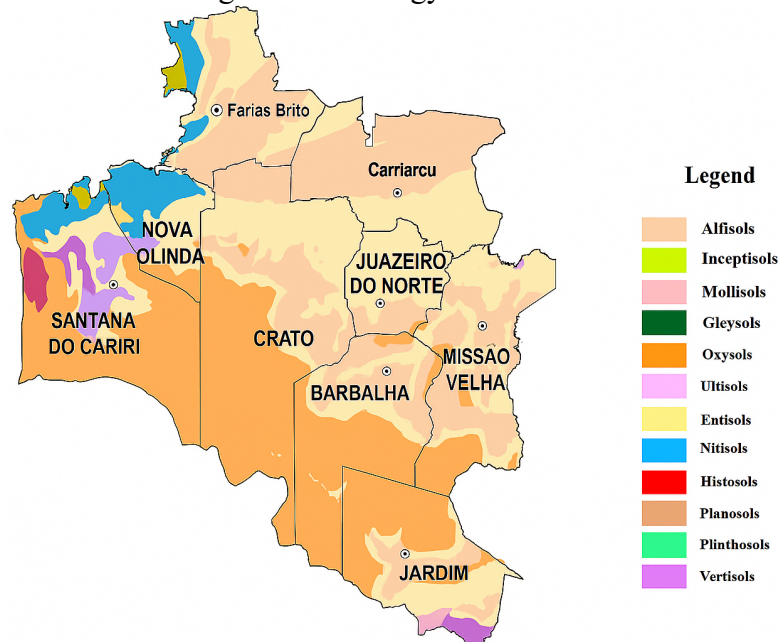 Farias Brito
Carriarcu
NOVA
OLINDA
JUAZEIRO
DO NORTE
SANTANA
DO CARIRI
CRATO
MISSAO
VELHA
BARBALHA
JARDIM
Legend
Alfisols
Inceptisols
Mollisols
Gleysols
Oxysols
Ultisols
Entisols
Nitisols
Histosols
Planosols
Plinthosols
Vertisols